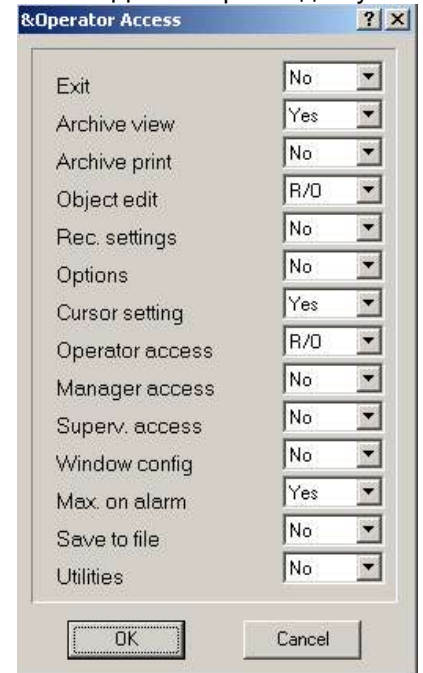 &Operator Access ? ×
Exit No
Archive view Yes
Archive print No
Object edit R/O
Rec. settings No
Options No
Cursor setting Yes
Operator access R/O
Manager access No
Superv. access No
Window config No
Max. on alarm Yes
Save to file No
Utilities No
OK Cancel